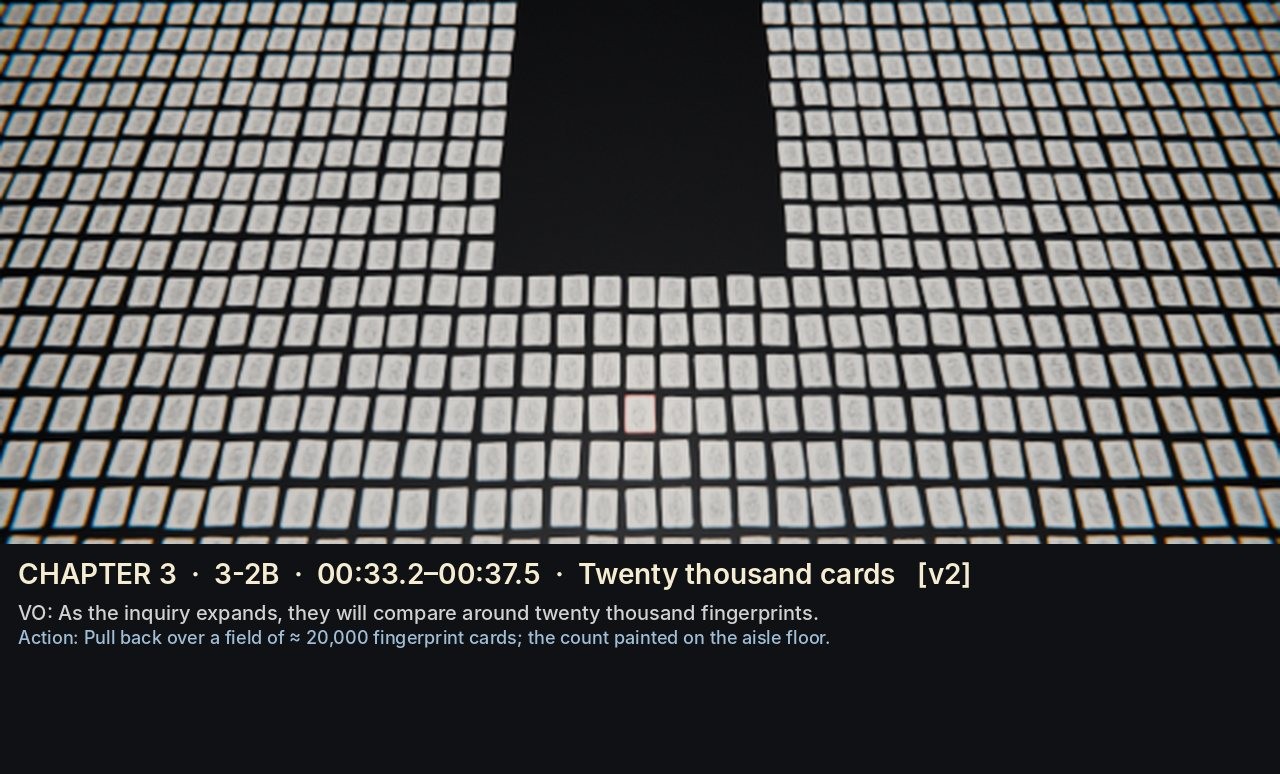 CHAPTER 3 · 3-2B · 00:33.2–00:37.5 · Twenty thousand cards [v2]
VO: As the inquiry expands, they will compare around twenty thousand fingerprints.
Action: Pull back over a field of ≈ 20,000 fingerprint cards; the count painted on the aisle floor.